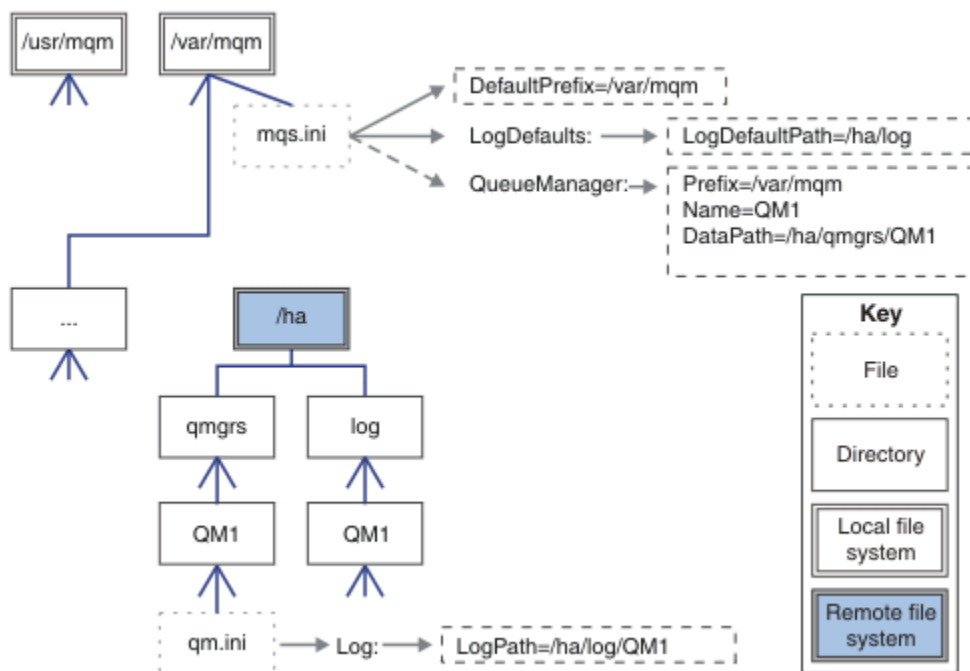 /usr/mqm
/var/mqm
mqs.ini
DefaultPrefix=/var/mqm
LogDefaults:
LogDefaultPath=/ha/log
QueueManager:
Prefix=/var/mqm
Name=QM1
DataPath=/ha/qmgrs/QM1
...
/ha
qmgrs
log
QM1
QM1
qm.ini
Log:
LogPath=/ha/log/QM1
Key
File
Directory
Local file
system
Remote file
system